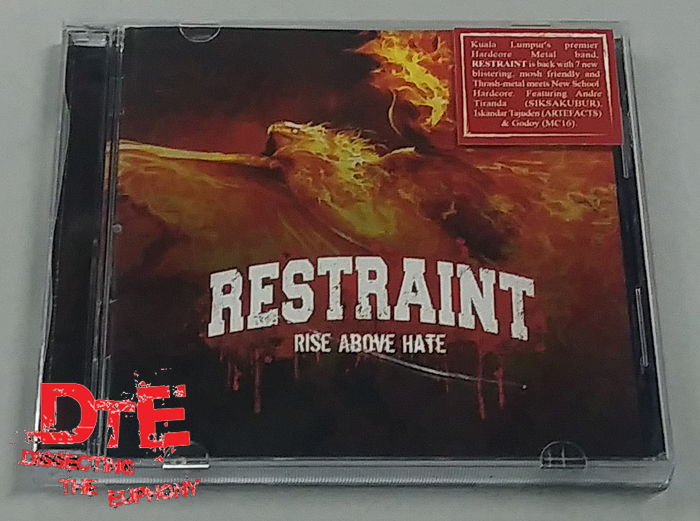 Kuala Lumpur's premier
Hardcore Metal band,
RESTRAINT is back with 7 new
blistering, mosh friendly and
Thrash-metal meets New School
Hardcore. Featuring Andre
Tiranda (SIKSAKUBUR),
Iskandar Tajuden (ARTEFACTS)
& Godoy (MC16).
RESTRAINT
RISE ABOVE HATE
DTE
DISSECTING
THE EUPHONY